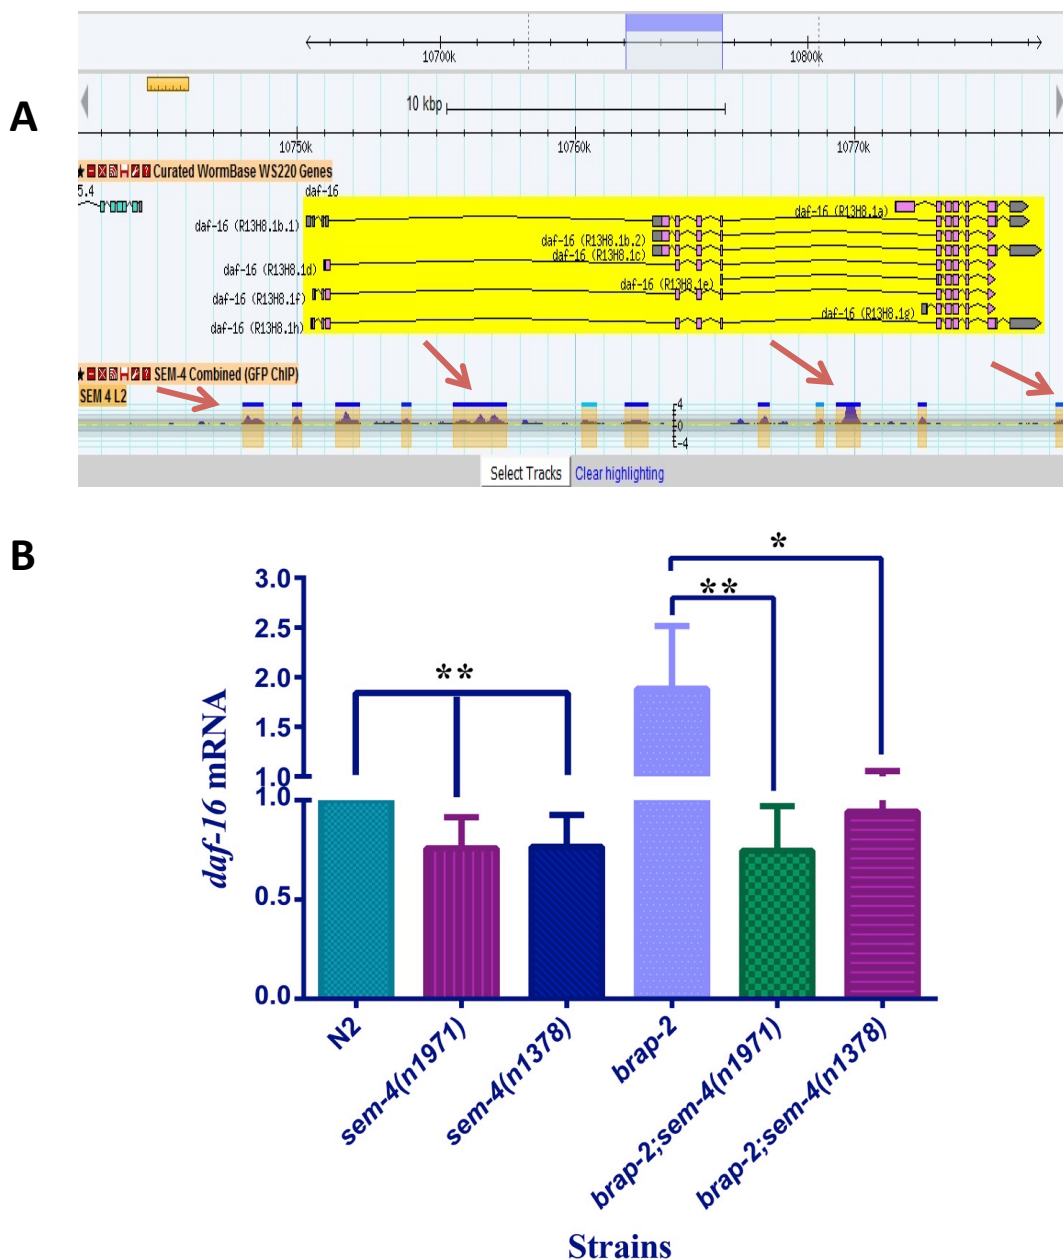 A
10700k
10800k
10 kbp
10750k
10760k
10770k
Curated WormBase WS220 Genes
5.4
daf-16
daf-16 (R13H8.1a)
daf-16 (R13H8.1b.1)
daf-16 (R13H8.1b.2)
daf-16 (R13H8.1c)
daf-16 (R13H8.1d)
daf-16 (R13H8.1e)
daf-16 (R13H8.1f)
daf-16 (R13H8.1g)
daf-16 (R13H8.1h)
SEM-4 Combined (GFP ChIP)
SEM 4 L2
4
0
-4
Select Tracks Clear highlighting
B
daf-16 mRNA
3.0
2.5
2.0
1.5
1.0
1.0
0.5
0.0
**
**
*
N2
sem-4(n1971)
sem-4(n1378)
brap-2
brap-2;sem-4(n1971)
brap-2;sem-4(n1378)
Strains